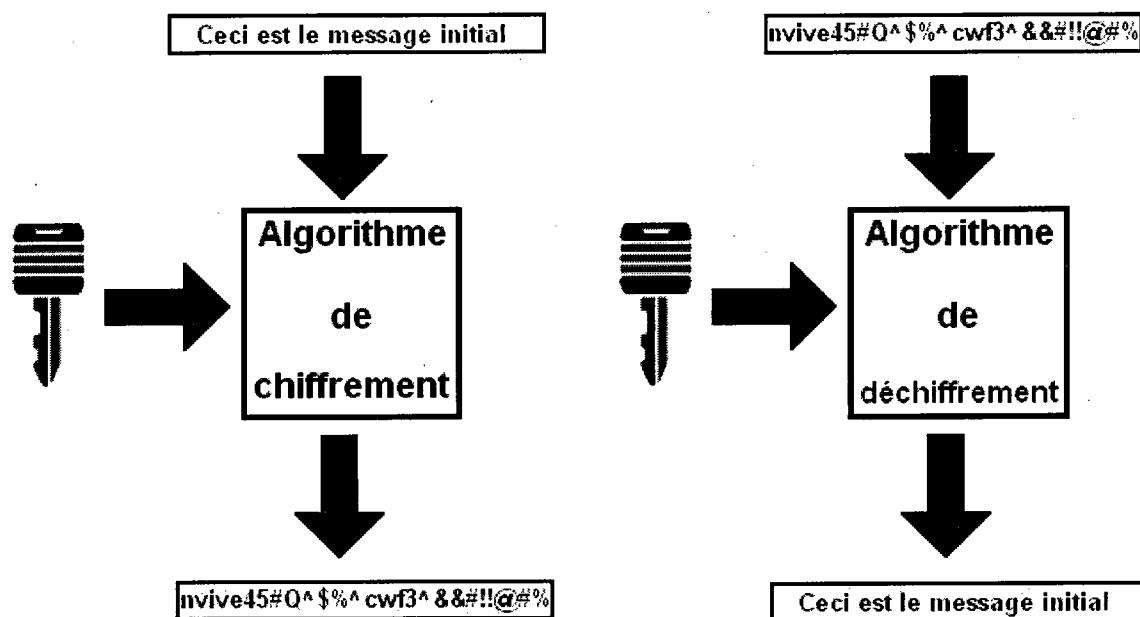 Ceci est le message initial
Algorithme
de
chiffrement
nvive45#Q^$%^cwf3^&&#!!@#%
nvive45#Q^$%^cwf3^&&#!!@#%
Algorithme
de
déchiffrement
Ceci est le message initial